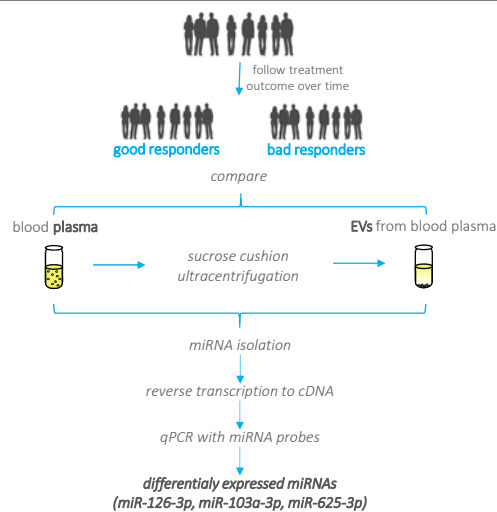 follow treatment
outcome over time
good responders
bad responders
compare
blood plasma
EVs from blood plasma
sucrose cushion
ultracentrifugation
miRNA isolation
reverse transcription to cDNA
qPCR with miRNA probes
differentialy expressed miRNAs
(miR-126-3p, miR-103a-3p, miR-625-3p)